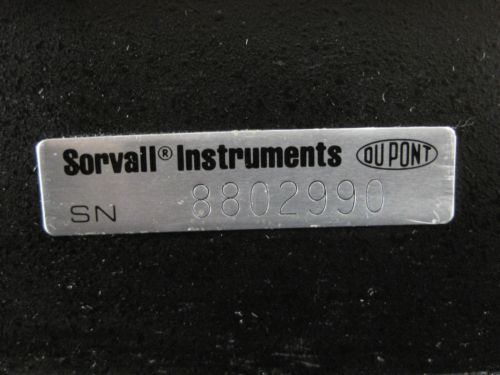 Sorvall® Instruments DU PONT
SN 8802990